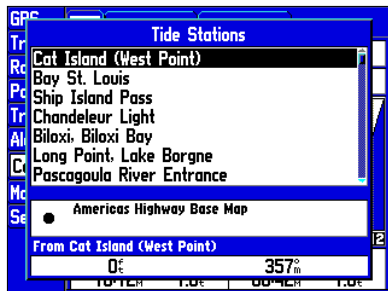 GPS
Tide Stations
Cat Island (West Point)
Bay St. Louis
Ship Island Pass
Chandeleur Light
Biloxi, Biloxi Bay
Long Point, Lake Borgne
Pascagoula River Entrance
Americas Highway Base Map
From Cat Island (West Point)
0ft 357°m